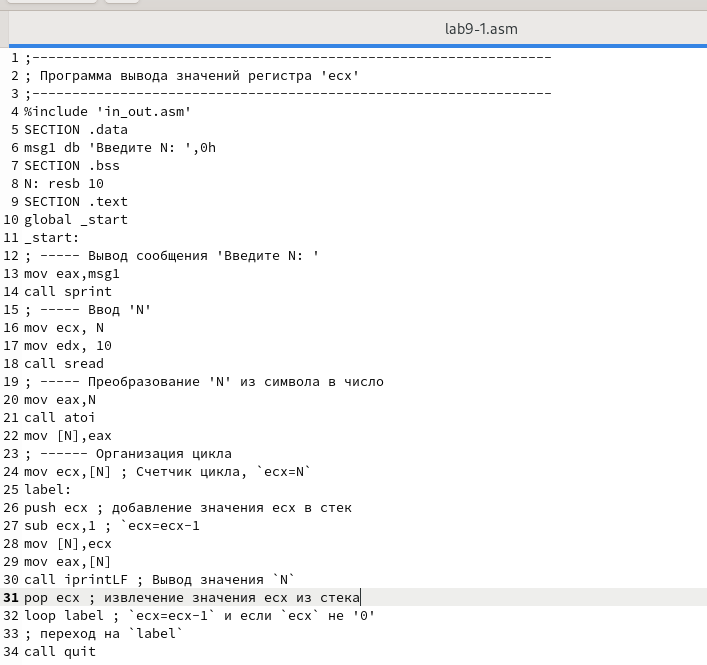 lab9-1.asm
1 ;-----------------------------------------------------------------
2 ; Программа вывода значений регистра 'ecx'
3 ;-----------------------------------------------------------------
4 %include 'in_out.asm'
5 SECTION .data
6 msg1 db 'Введите N: ',0h
7 SECTION .bss
8 N: resb 10
9 SECTION .text
10 global _start
11 _start:
12 ; ----- Вывод сообщения 'Введите N: '
13 mov eax,msg1
14 call sprint
15 ; ----- Ввод 'N'
16 mov ecx, N
17 mov edx, 10
18 call sread
19 ; ----- Преобразование 'N' из символа в число
20 mov eax,N
21 call atoi
22 mov [N],eax
23 ; ------ Организация цикла
24 mov ecx,[N] ; Счетчик цикла, `ecx=N`
25 label:
26 push ecx ; добавление значения ecx в стек
27 sub ecx,1 ; `ecx=ecx-1
28 mov [N],ecx
29 mov eax,[N]
30 call iprintLF ; Вывод значения `N`
31 pop ecx ; извлечение значения ecx из стека
32 loop label ; `ecx=ecx-1` и если `ecx` не '0'
33 ; переход на `label`
34 call quit